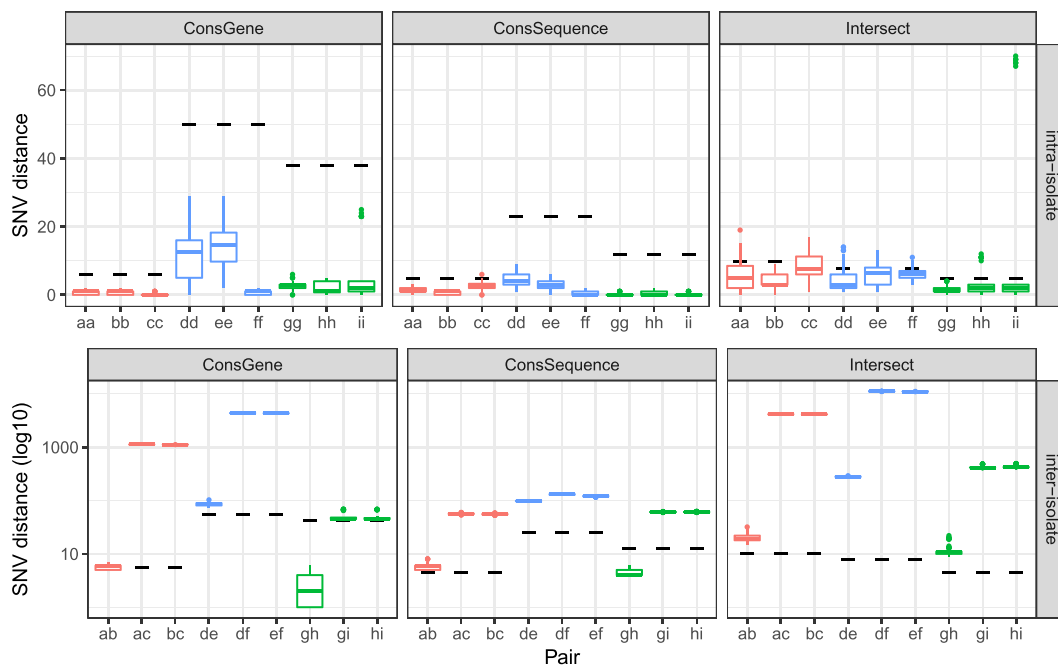 ConsGene ConsSequence Intersect
SNV distance
60
40
20
0
intra-isolate
aa bb cc dd ee ff gg hh ii aa bb cc dd ee ff gg hh ii aa bb cc dd ee ff gg hh ii
ConsGene ConsSequence Intersect
SNV distance (log10)
1000
10
inter-isolate
ab ac bc de df ef gh gi hi ab ac bc de df ef gh gi hi ab ac bc de df ef gh gi hi
Pair